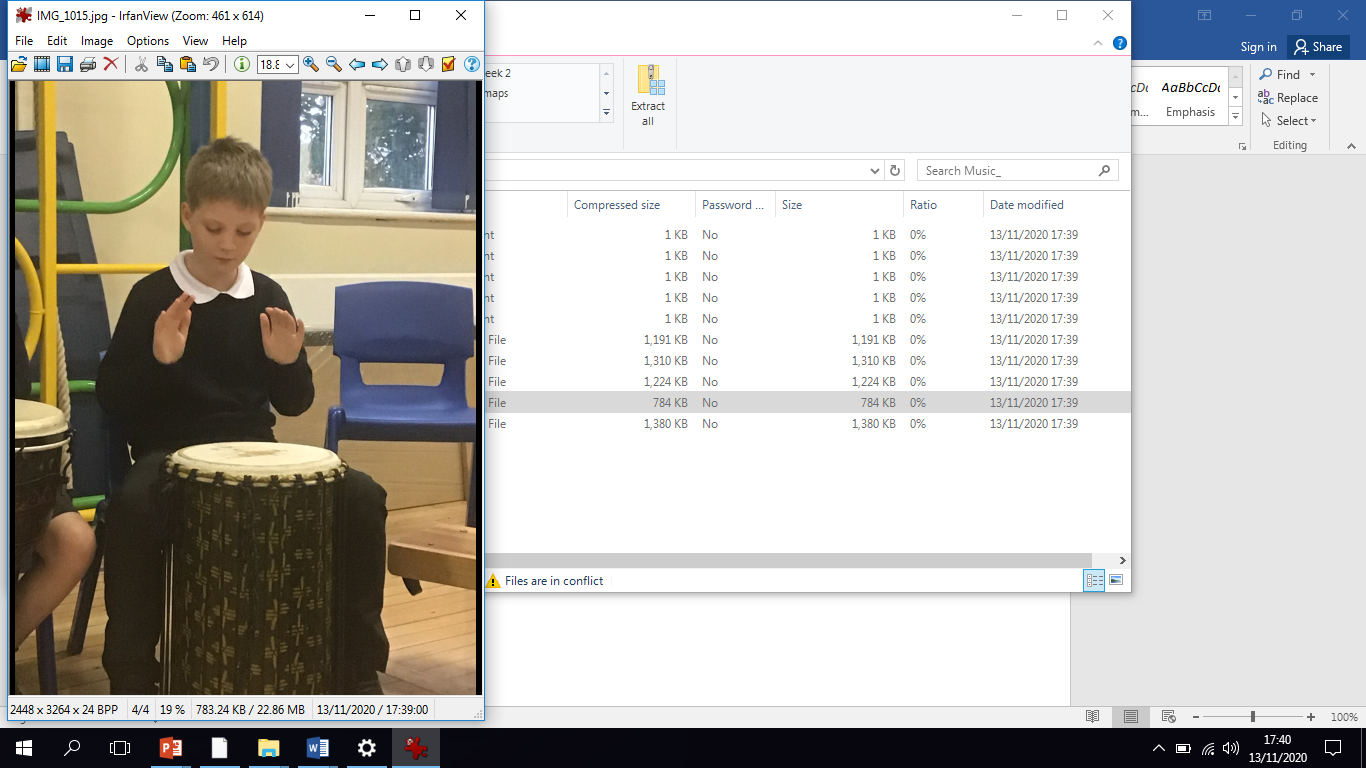 IMG_1015.jpg - IrfanView (Zoom: 461 x 614)
File Edit Image Options View Help
18.8
2448 x 3264 x 24 BPP 4/4 19 % 783.24 KB / 22.86 MB 13/11/2020 / 17:39:00
eek 2
maps
Extract
all
Search Music_
Compressed size Password ... Size Ratio Date modified
nt 1 KB No 1 KB 0% 13/11/2020 17:39
nt 1 KB No 1 KB 0% 13/11/2020 17:39
nt 1 KB No 1 KB 0% 13/11/2020 17:39
nt 1 KB No 1 KB 0% 13/11/2020 17:39
nt 1 KB No 1 KB 0% 13/11/2020 17:39
File 1,191 KB No 1,191 KB 0% 13/11/2020 17:39
File 1,310 KB No 1,310 KB 0% 13/11/2020 17:39
File 1,224 KB No 1,224 KB 0% 13/11/2020 17:39
File 784 KB No 784 KB 0% 13/11/2020 17:39
File 1,380 KB No 1,380 KB 0% 13/11/2020 17:39
Files are in conflict
Sign in Share
AaBbCcDc
m... Emphasis
Find
Replace
Select
Editing
100%
17:40
13/11/2020